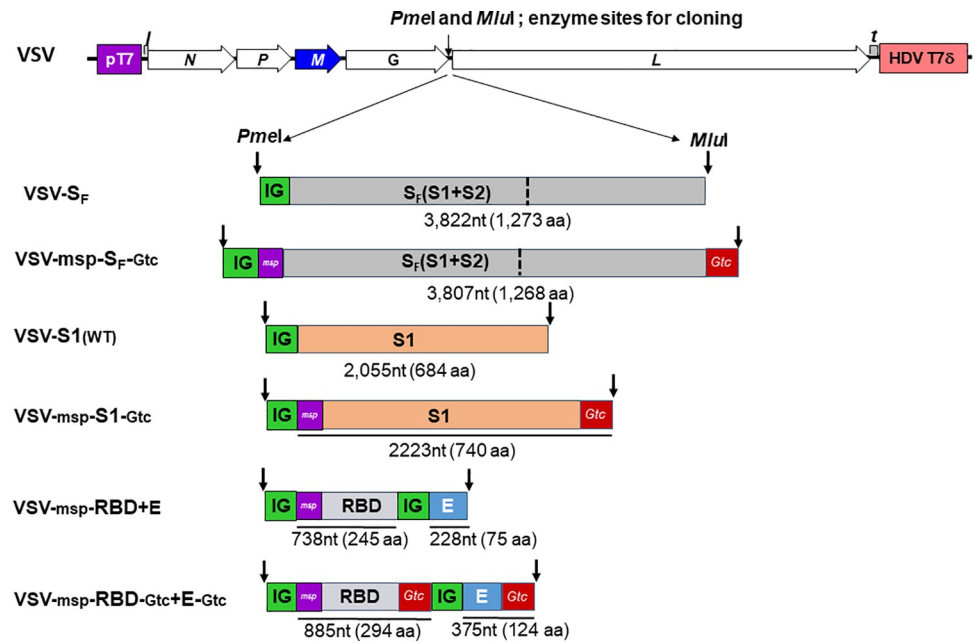 PmeI and MluI ; enzyme sites for cloning
VSV pT7 l N P M G L t HDV T7δ
PmeI MluI
VSV-SF IG SF(S1+S2)
3,822nt (1,273 aa)
VSV-msp-SF-Gtc IG msp SF(S1+S2) Gtc
3,807nt (1,268 aa)
VSV-S1(WT) IG S1
2,055nt (684 aa)
VSV-msp-S1-Gtc IG msp S1 Gtc
2223nt (740 aa)
VSV-msp-RBD+E IG msp RBD IG E
738nt (245 aa) 228nt (75 aa)
VSV-msp-RBD-Gtc+E-Gtc IG msp RBD Gtc IG E Gtc
885nt (294 aa) 375nt (124 aa)